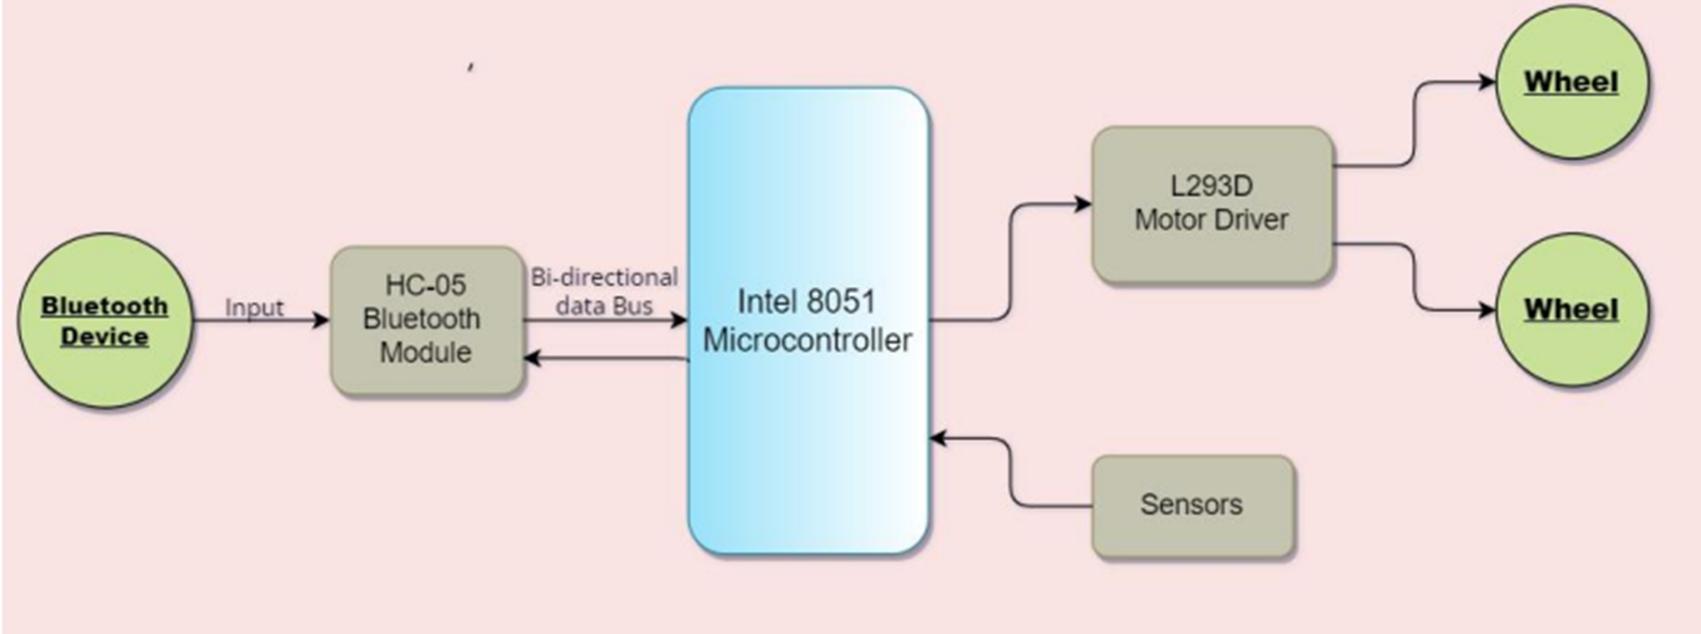 Bluetooth
Device
Input
HC-05
Bluetooth
Module
Bi-directional
data Bus
Intel 8051
Microcontroller
L293D
Motor Driver
Wheel
Wheel
Sensors